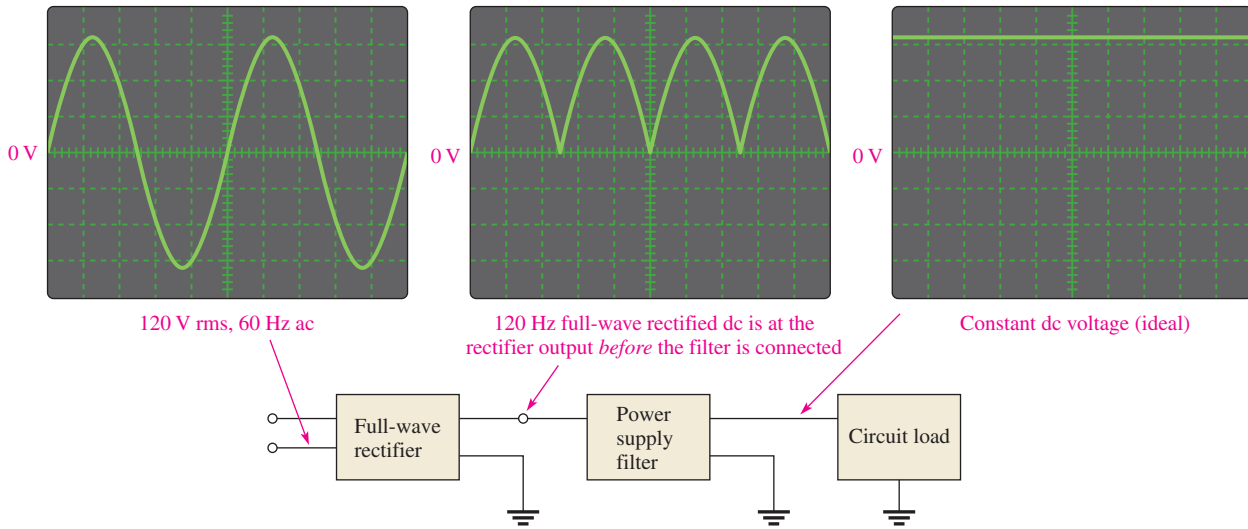 0 V
0 V
0 V
120 V rms, 60 Hz ac
120 Hz full-wave rectified dc is at the
rectifier output before the filter is connected
Constant dc voltage (ideal)
Full-wave
rectifier
Power
supply
filter
Circuit load